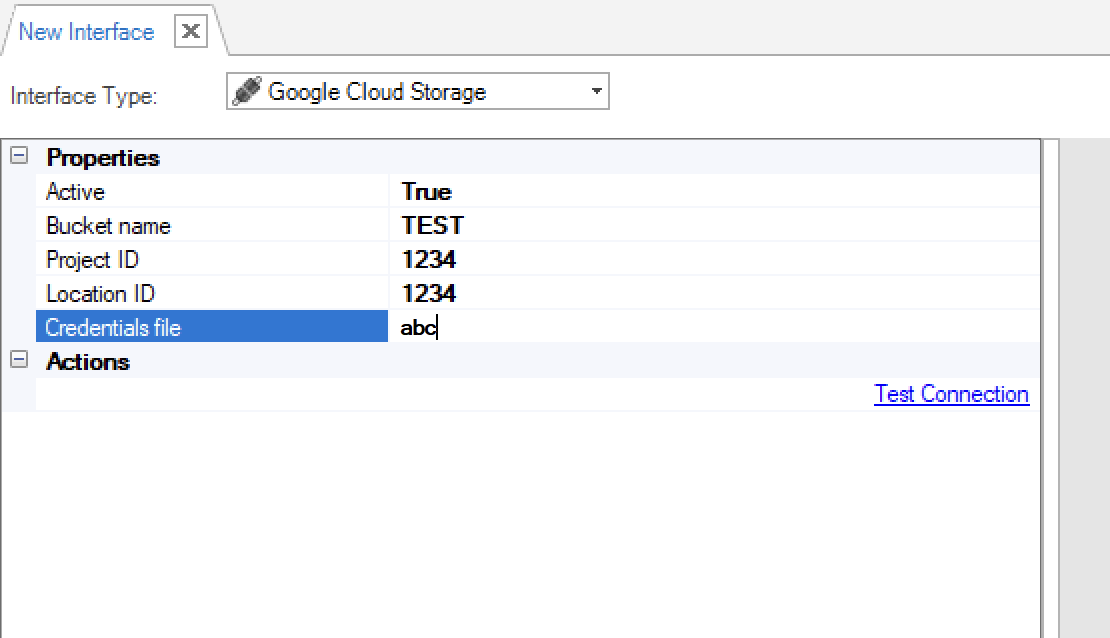 New Interface
Interface Type: Google Cloud Storage
Properties
Active True
Bucket name TEST
Project ID 1234
Location ID 1234
Credentials file abc
Actions
Test Connection